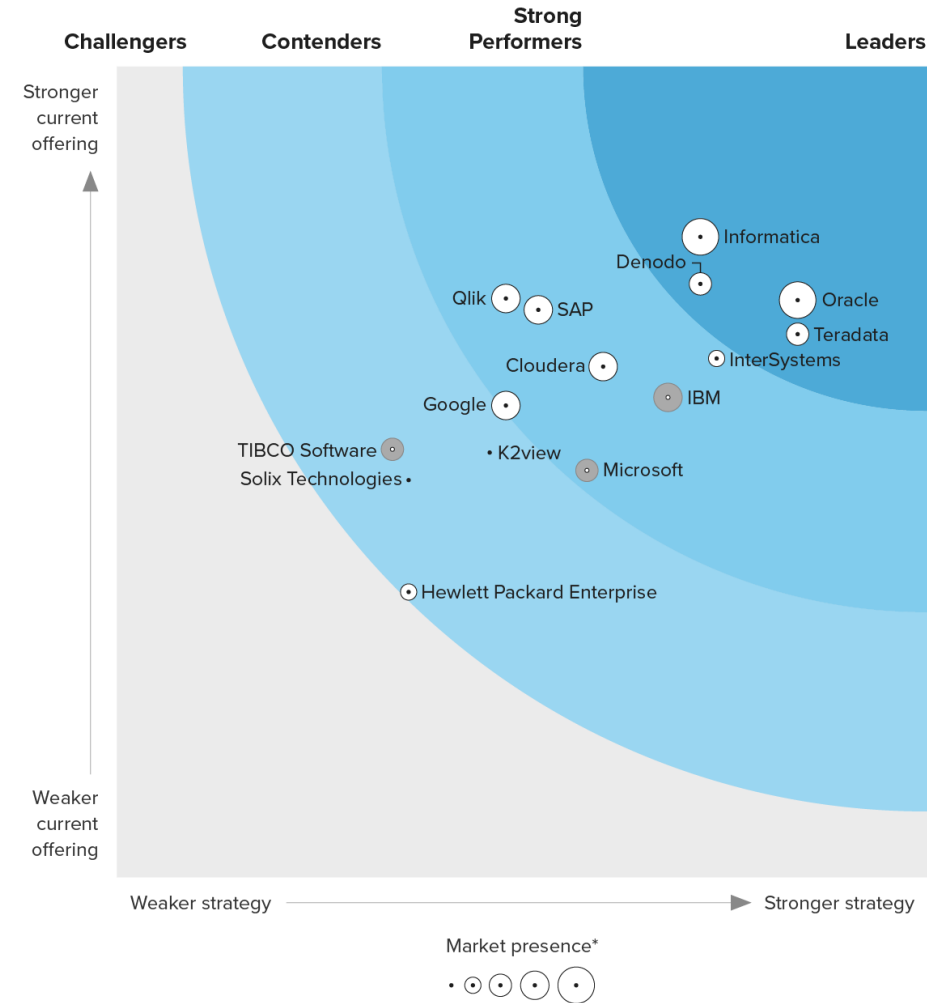 Strong
Challengers Contenders Performers Leaders
Stronger
current
offering
Informatica
Denodo
Qlik
SAP
Oracle
Teradata
InterSystems
Cloudera
IBM
Google
TIBCO Software
K2view
Microsoft
Solix Technologies
Hewlett Packard Enterprise
Weaker
current
offering
Weaker strategy
Stronger strategy
Market presence*